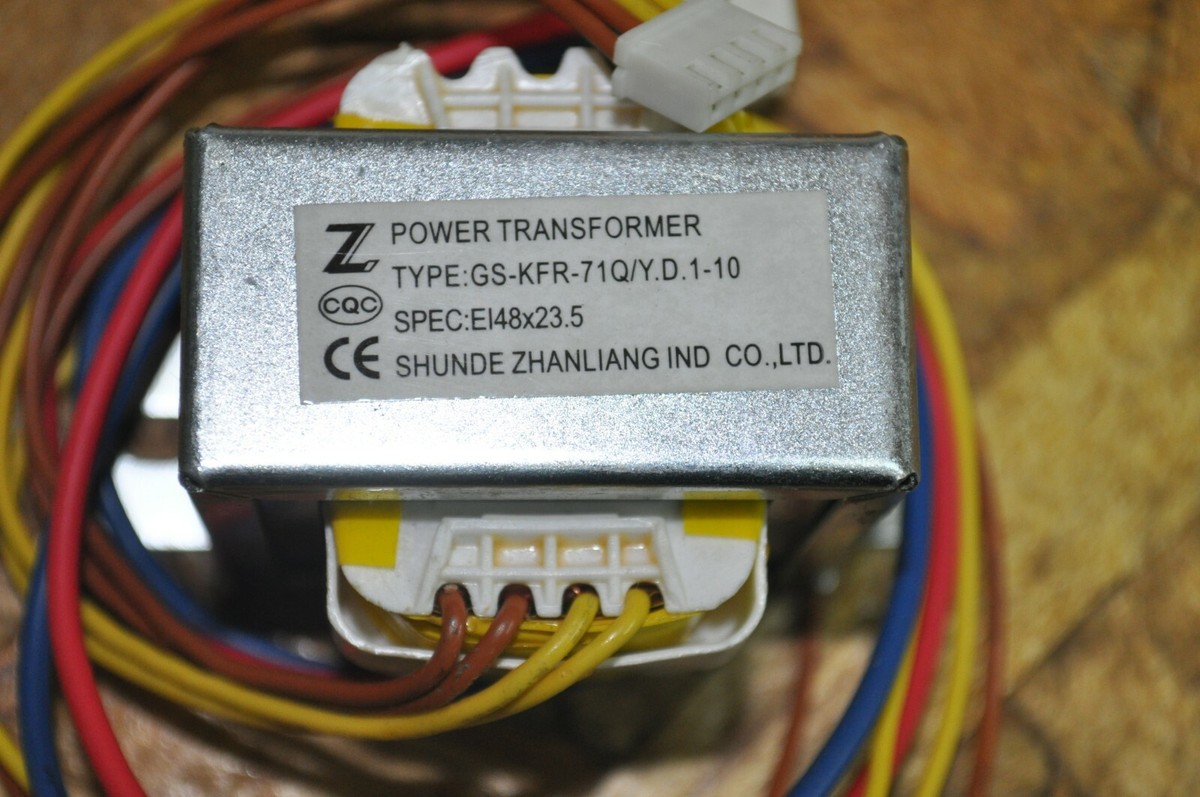 Z POWER TRANSFORMER
TYPE:GS-KFR-71Q/Y.D.1-10
CQC SPEC:EI48x23.5
CE SHUNDE ZHANLIANG IND CO.,LTD.